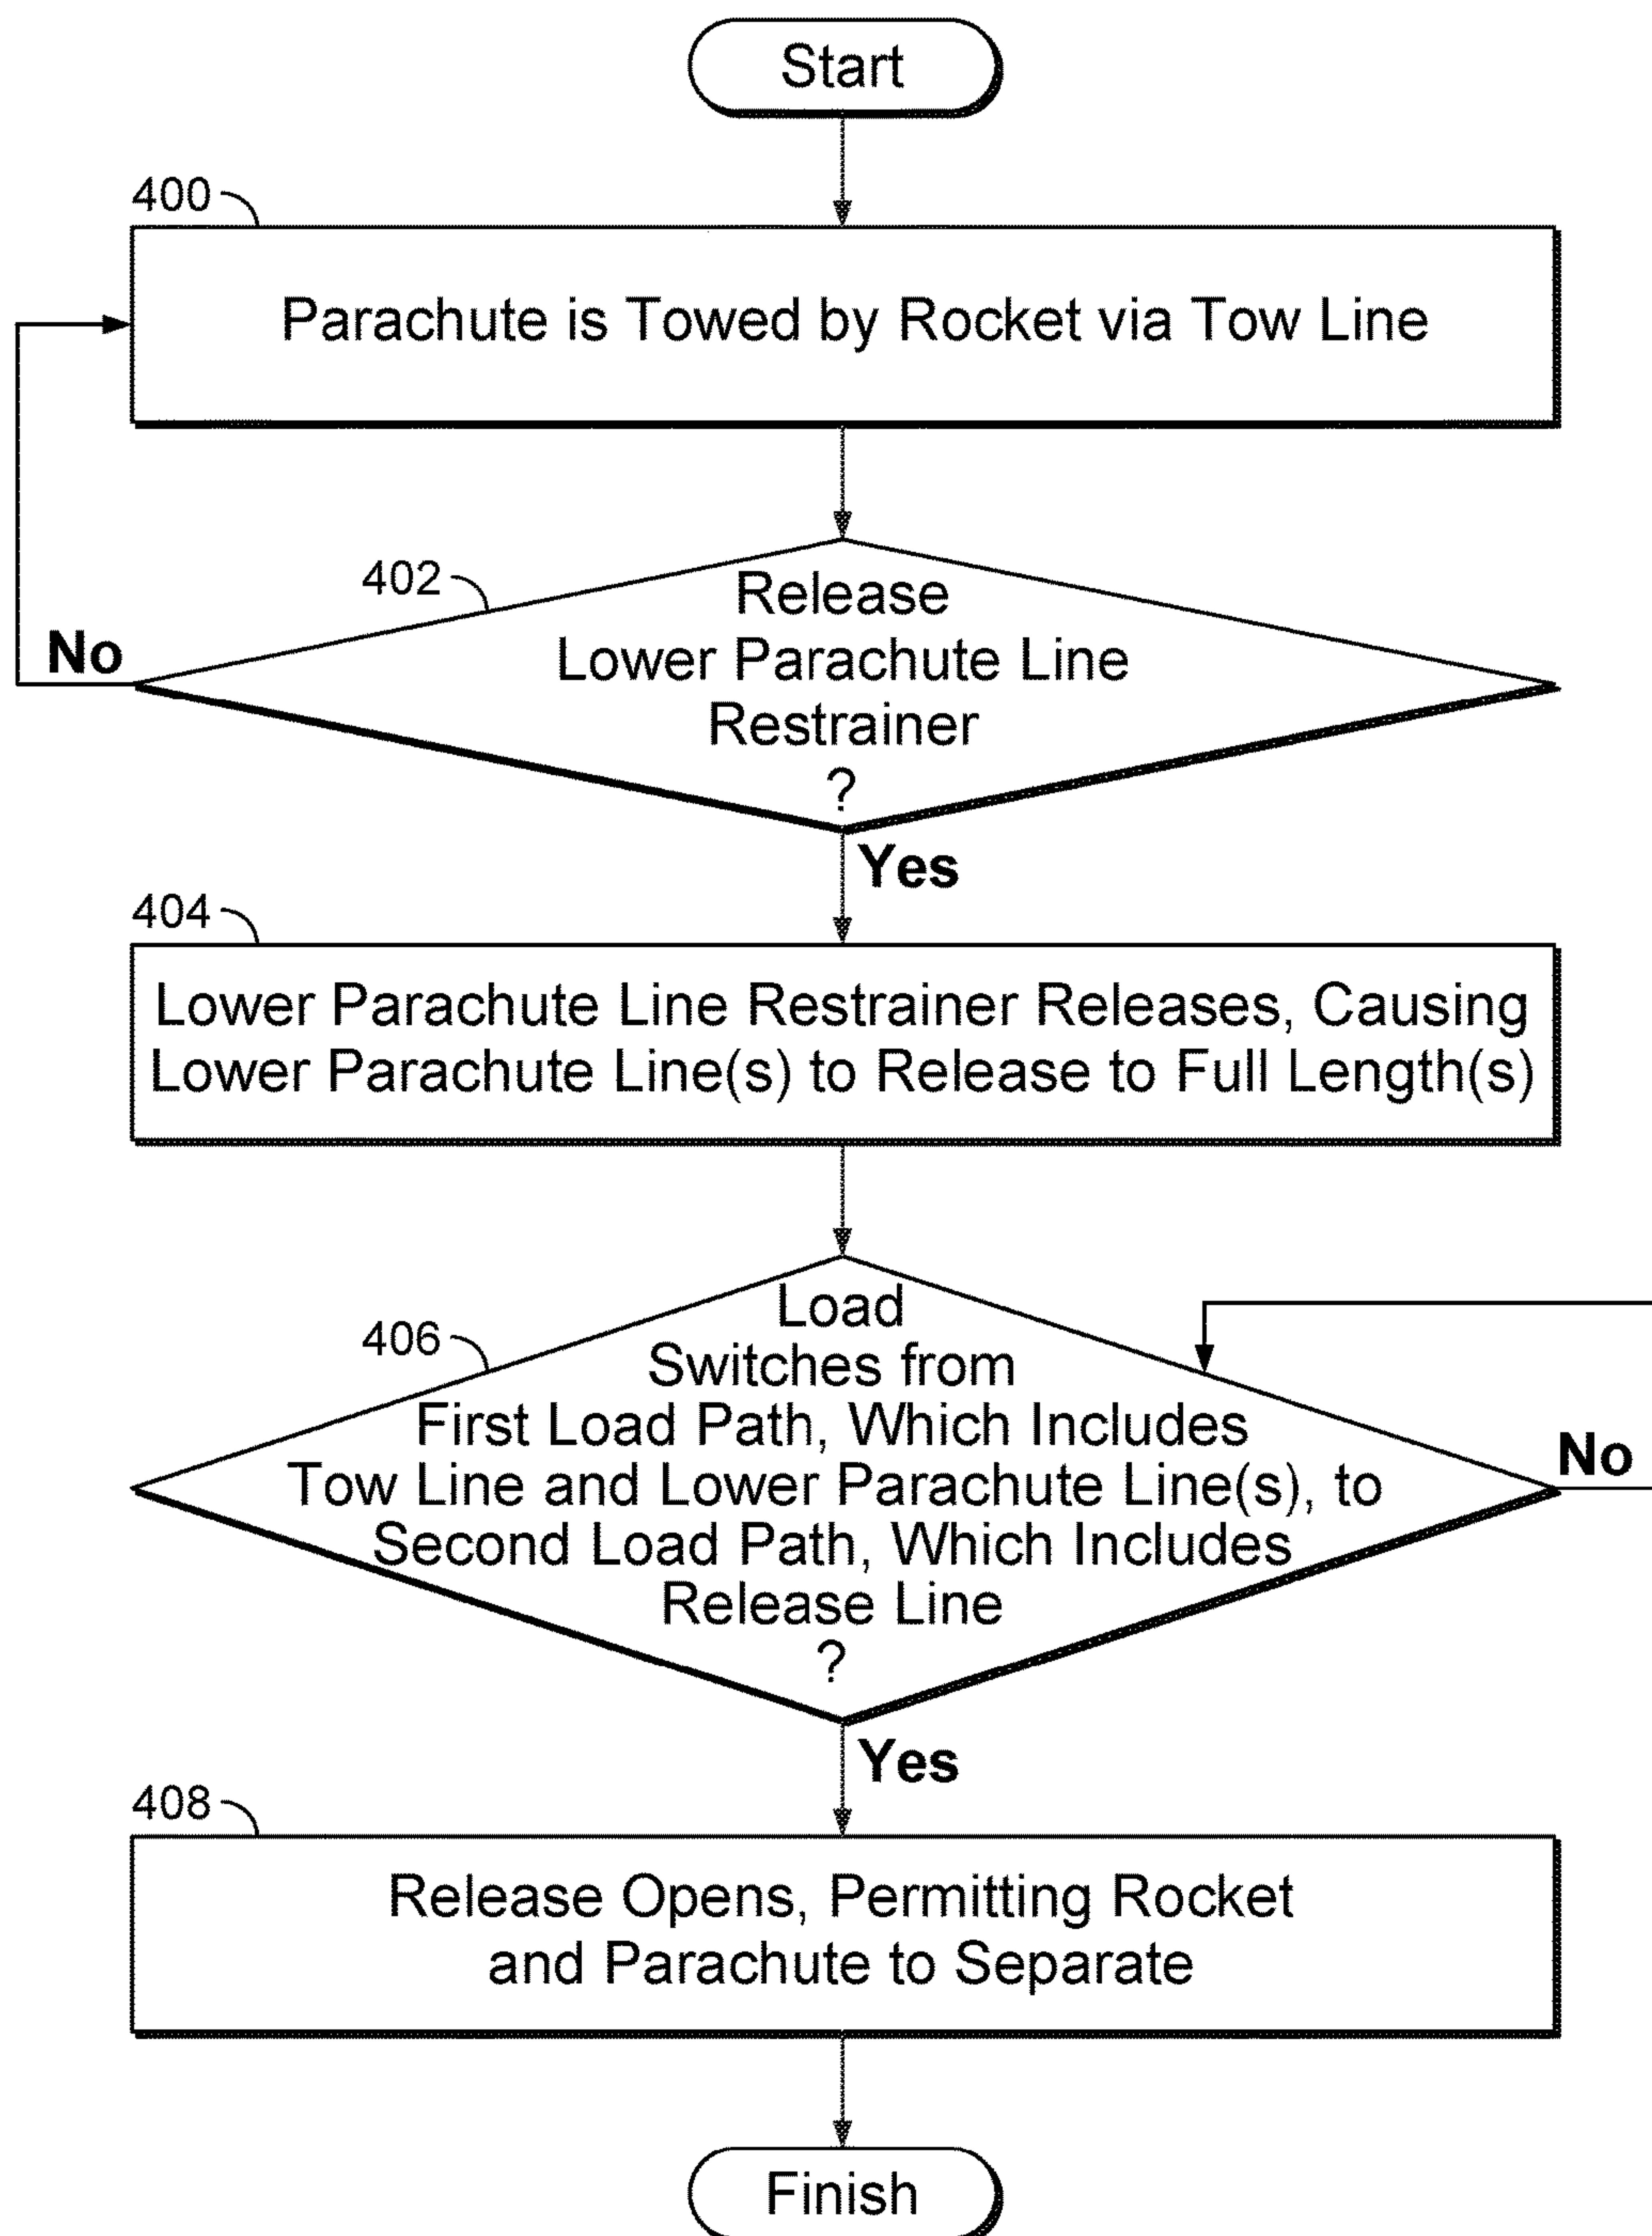 Start
400
Parachute is Towed by Rocket via Tow Line
402
Release
Lower Parachute Line
Restrainer
?
No
Yes
404
Lower Parachute Line Restrainer Releases, Causing
Lower Parachute Line(s) to Release to Full Length(s)
406
Load
Switches from
First Load Path, Which Includes
Tow Line and Lower Parachute Line(s), to
Second Load Path, Which Includes
Release Line
?
No
Yes
408
Release Opens, Permitting Rocket
and Parachute to Separate
Finish